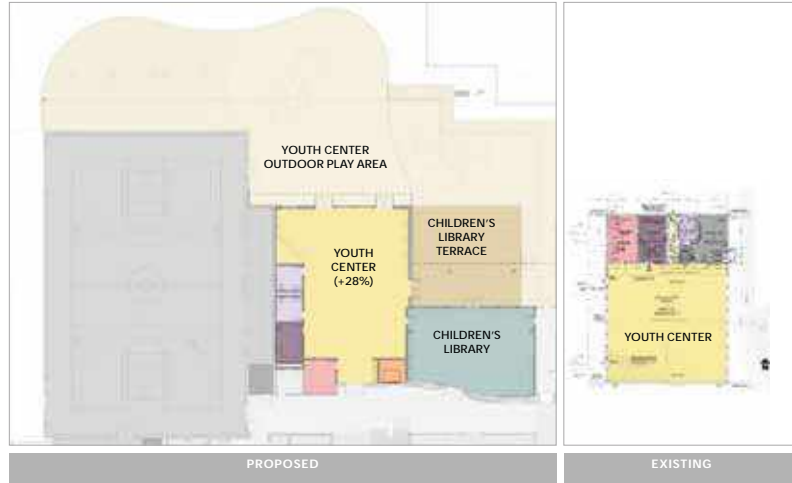 YOUTH CENTER
OUTDOOR PLAY AREA
CHILDREN'S
LIBRARY
TERRACE
YOUTH
CENTER
(+28%)
CHILDREN'S
LIBRARY
YOUTH CENTER
PROPOSED
EXISTING